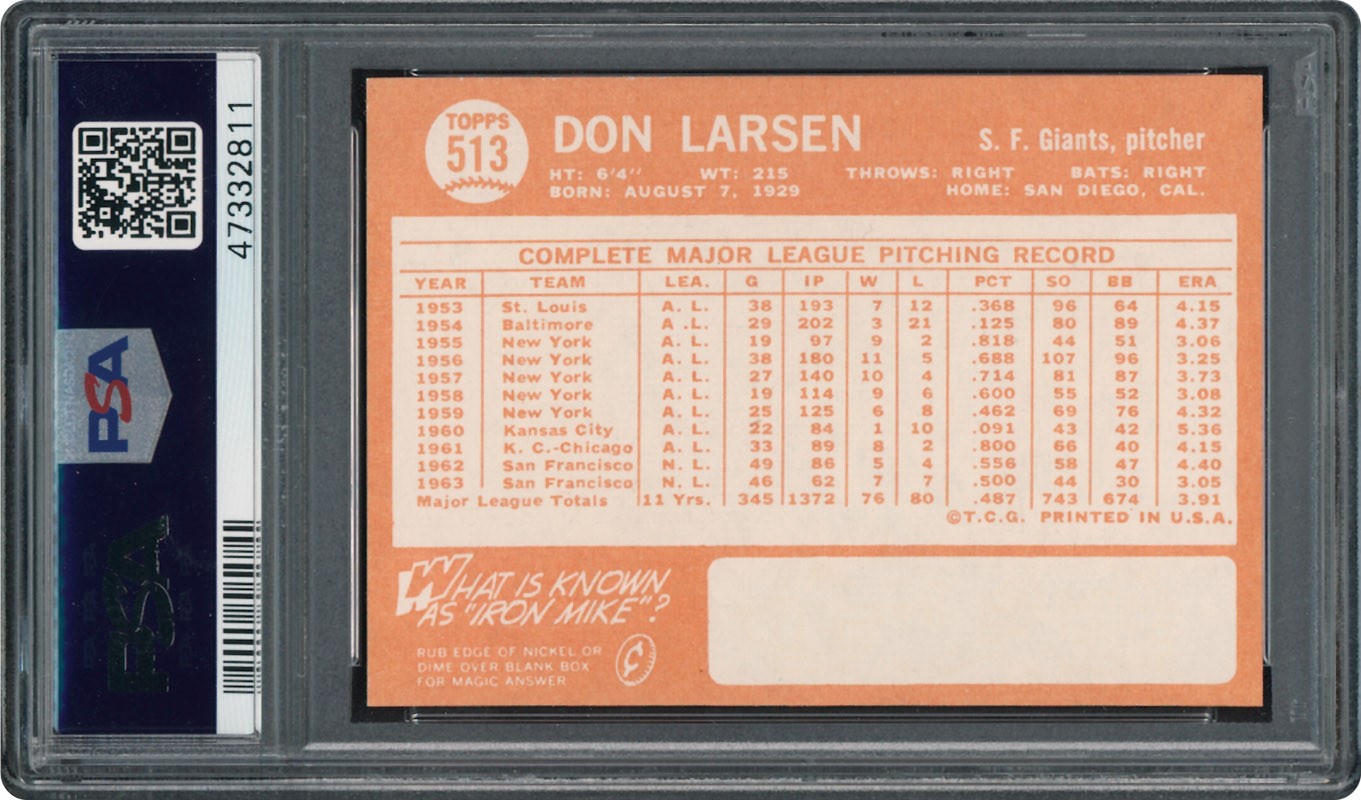 47332811
PSA
PSA
TOPPS
513
DON LARSEN
S. F. Giants, pitcher
HT: 6'4'' WT: 215 THROWS: RIGHT BATS: RIGHT
BORN: AUGUST 7, 1929 HOME: SAN DIEGO, CAL.
COMPLETE MAJOR LEAGUE PITCHING RECORD
YEAR TEAM LEA. G IP W L PCT SO BB ERA
1953 St. Louis A. L. 38 193 7 12 .368 96 64 4.15
1954 Baltimore A .L. 29 202 3 21 .125 80 89 4.37
1955 New York A. L. 19 97 9 2 .818 44 51 3.06
1956 New York A. L. 38 180 11 5 .688 107 96 3.25
1957 New York A. L. 27 140 10 4 .714 81 87 3.73
1958 New York A. L. 19 114 9 6 .600 55 52 3.08
1959 New York A. L. 25 125 6 8 .462 69 76 4.32
1960 Kansas City A. L. 22 84 1 10 .091 43 42 5.36
1961 K. C.-Chicago A. L. 33 89 8 2 .800 66 40 4.15
1962 San Francisco N. L. 49 86 5 4 .556 58 47 4.40
1963 San Francisco N. L. 46 62 7 7 .500 44 30 3.05
Major League Totals 11 Yrs. 345 1372 76 80 .487 743 674 3.91
©T.C.G. PRINTED IN U.S.A.
WHAT IS KNOWN
AS "IRON MIKE"?
RUB EDGE OF NICKEL OR
DIME OVER BLANK BOX
FOR MAGIC ANSWER
¢